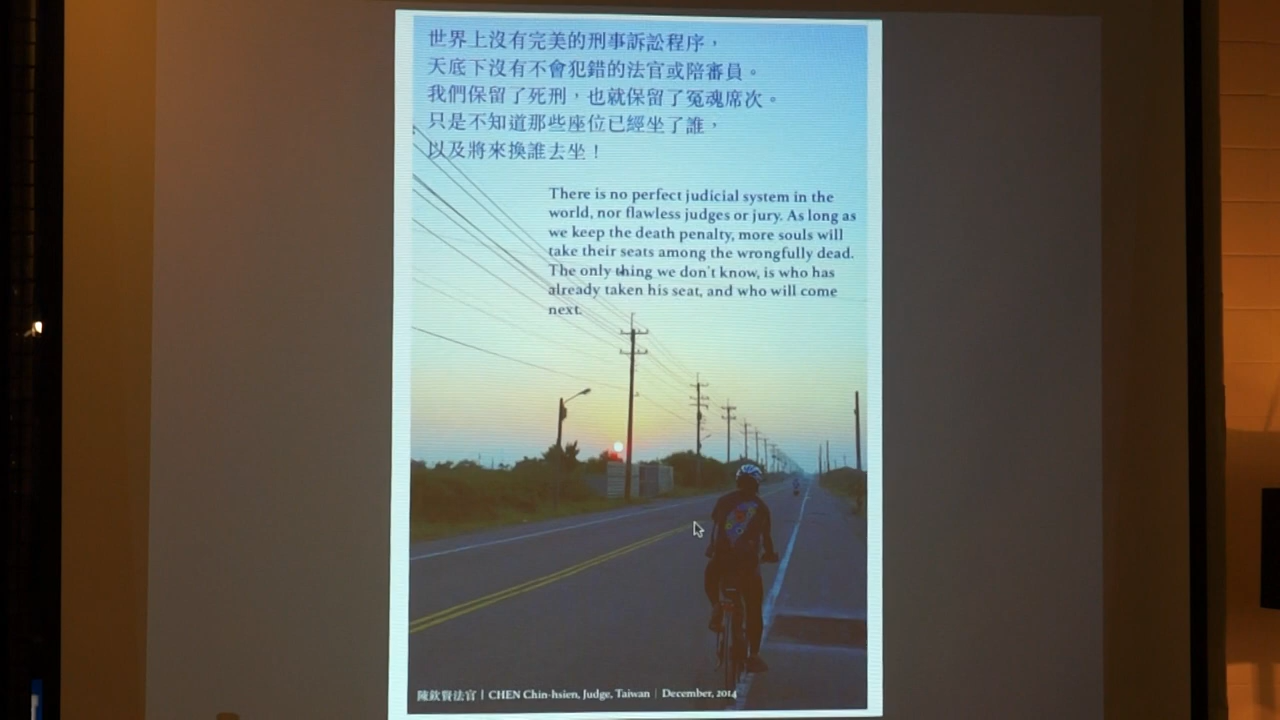 世界上沒有完美的刑事訴訟程序，
天底下沒有不會犯錯的法官或陪審員。
我們保留了死刑，也就保留了冤魂席次。
只是不知道那些座位已經坐了誰，
以及將來換誰去坐！
There is no perfect judicial system in the
world, nor flawless judges or jury. As long as
we keep the death penalty, more souls will
take their seats among the wrongfully dead.
The only thing we don't know, is who has
already taken his seat, and who will come
next.
陳欽賢法官 | CHEN Chin-hsien, Judge, Taiwan | December, 2014